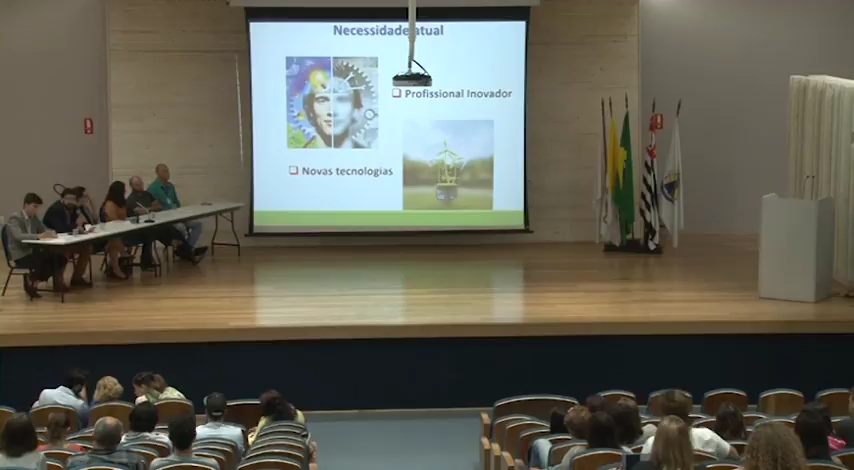 Necessidade atual
Profissional Inovador
Novas tecnologias